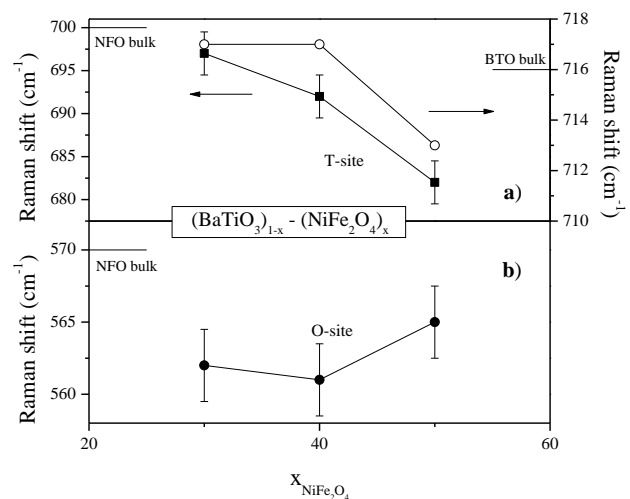 700
NFO bulk
718
695
716
BTO bulk
690
714
685
T-site
712
680
a)
710
Raman shift (cm⁻¹)
Raman shift (cm⁻¹)
(BaTiO₃)₁₋ₓ - (NiFe₂O₄)ₓ
570
NFO bulk
b)
565
O-site
560
Raman shift (cm⁻¹)
20
40
60
x NiFe₂O₄